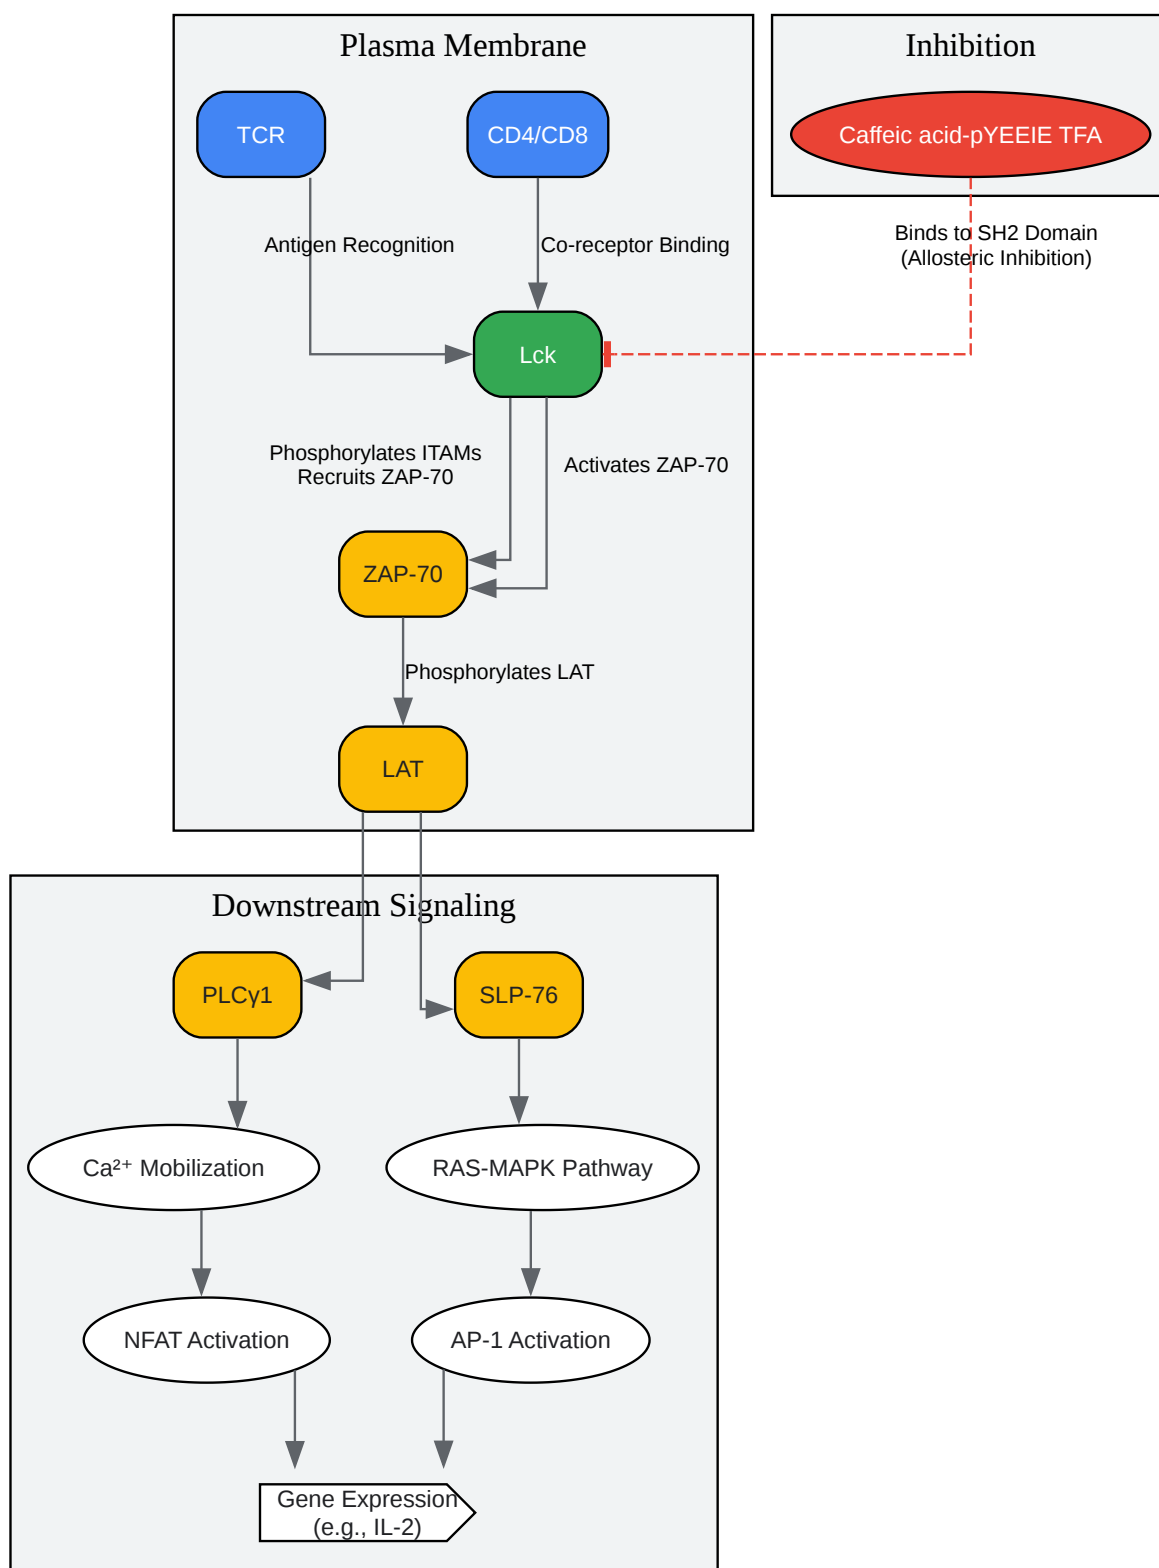 Plasma Membrane
Inhibition
TCR
CD4/CD8
Caffeic acid-pYEEIE TFA
Antigen Recognition
Co-receptor Binding
Binds to SH2 Domain
(Allosteric Inhibition)
Lck
Phosphorylates ITAMs
Recruits ZAP-70
Activates ZAP-70
ZAP-70
Phosphorylates LAT
LAT
Downstream Signaling
PLCγ1
SLP-76
Ca²⁺ Mobilization
RAS-MAPK Pathway
NFAT Activation
AP-1 Activation
Gene Expression
(e.g., IL-2)